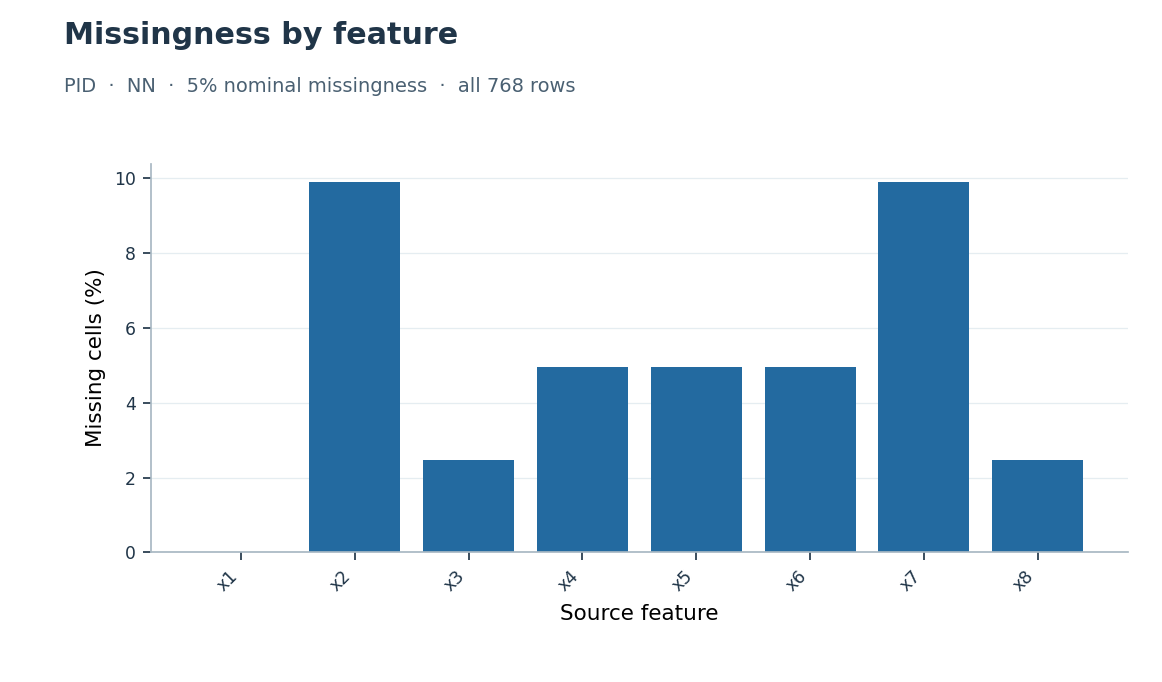 Missingness by feature
PID · NN · 5% nominal missingness · all 768 rows
Missing cells (%)
10
8
6
4
2
0
x1 x2 x3 x4 x5 x6 x7 x8
Source feature